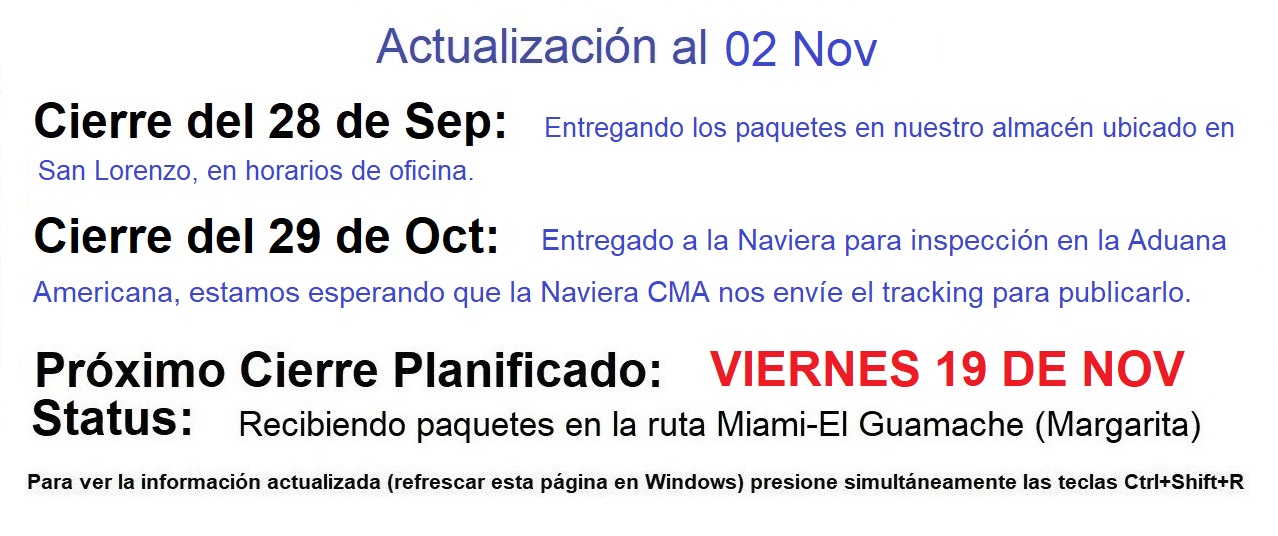 Actualización al 02 Nov
Cierre del 28 de Sep: Entregando los paquetes en nuestro almacén ubicado en
San Lorenzo, en horarios de oficina.
Cierre del 29 de Oct: Entregado a la Naviera para inspección en la Aduana
Americana, estamos esperando que la Naviera CMA nos envíe el tracking para publicarlo.
Próximo Cierre Planificado: VIERNES 19 DE NOV
Status: Recibiendo paquetes en la ruta Miami-El Guamache (Margarita)
Para ver la información actualizada (refrescar esta página en Windows) presione simultáneamente las teclas Ctrl+Shift+R